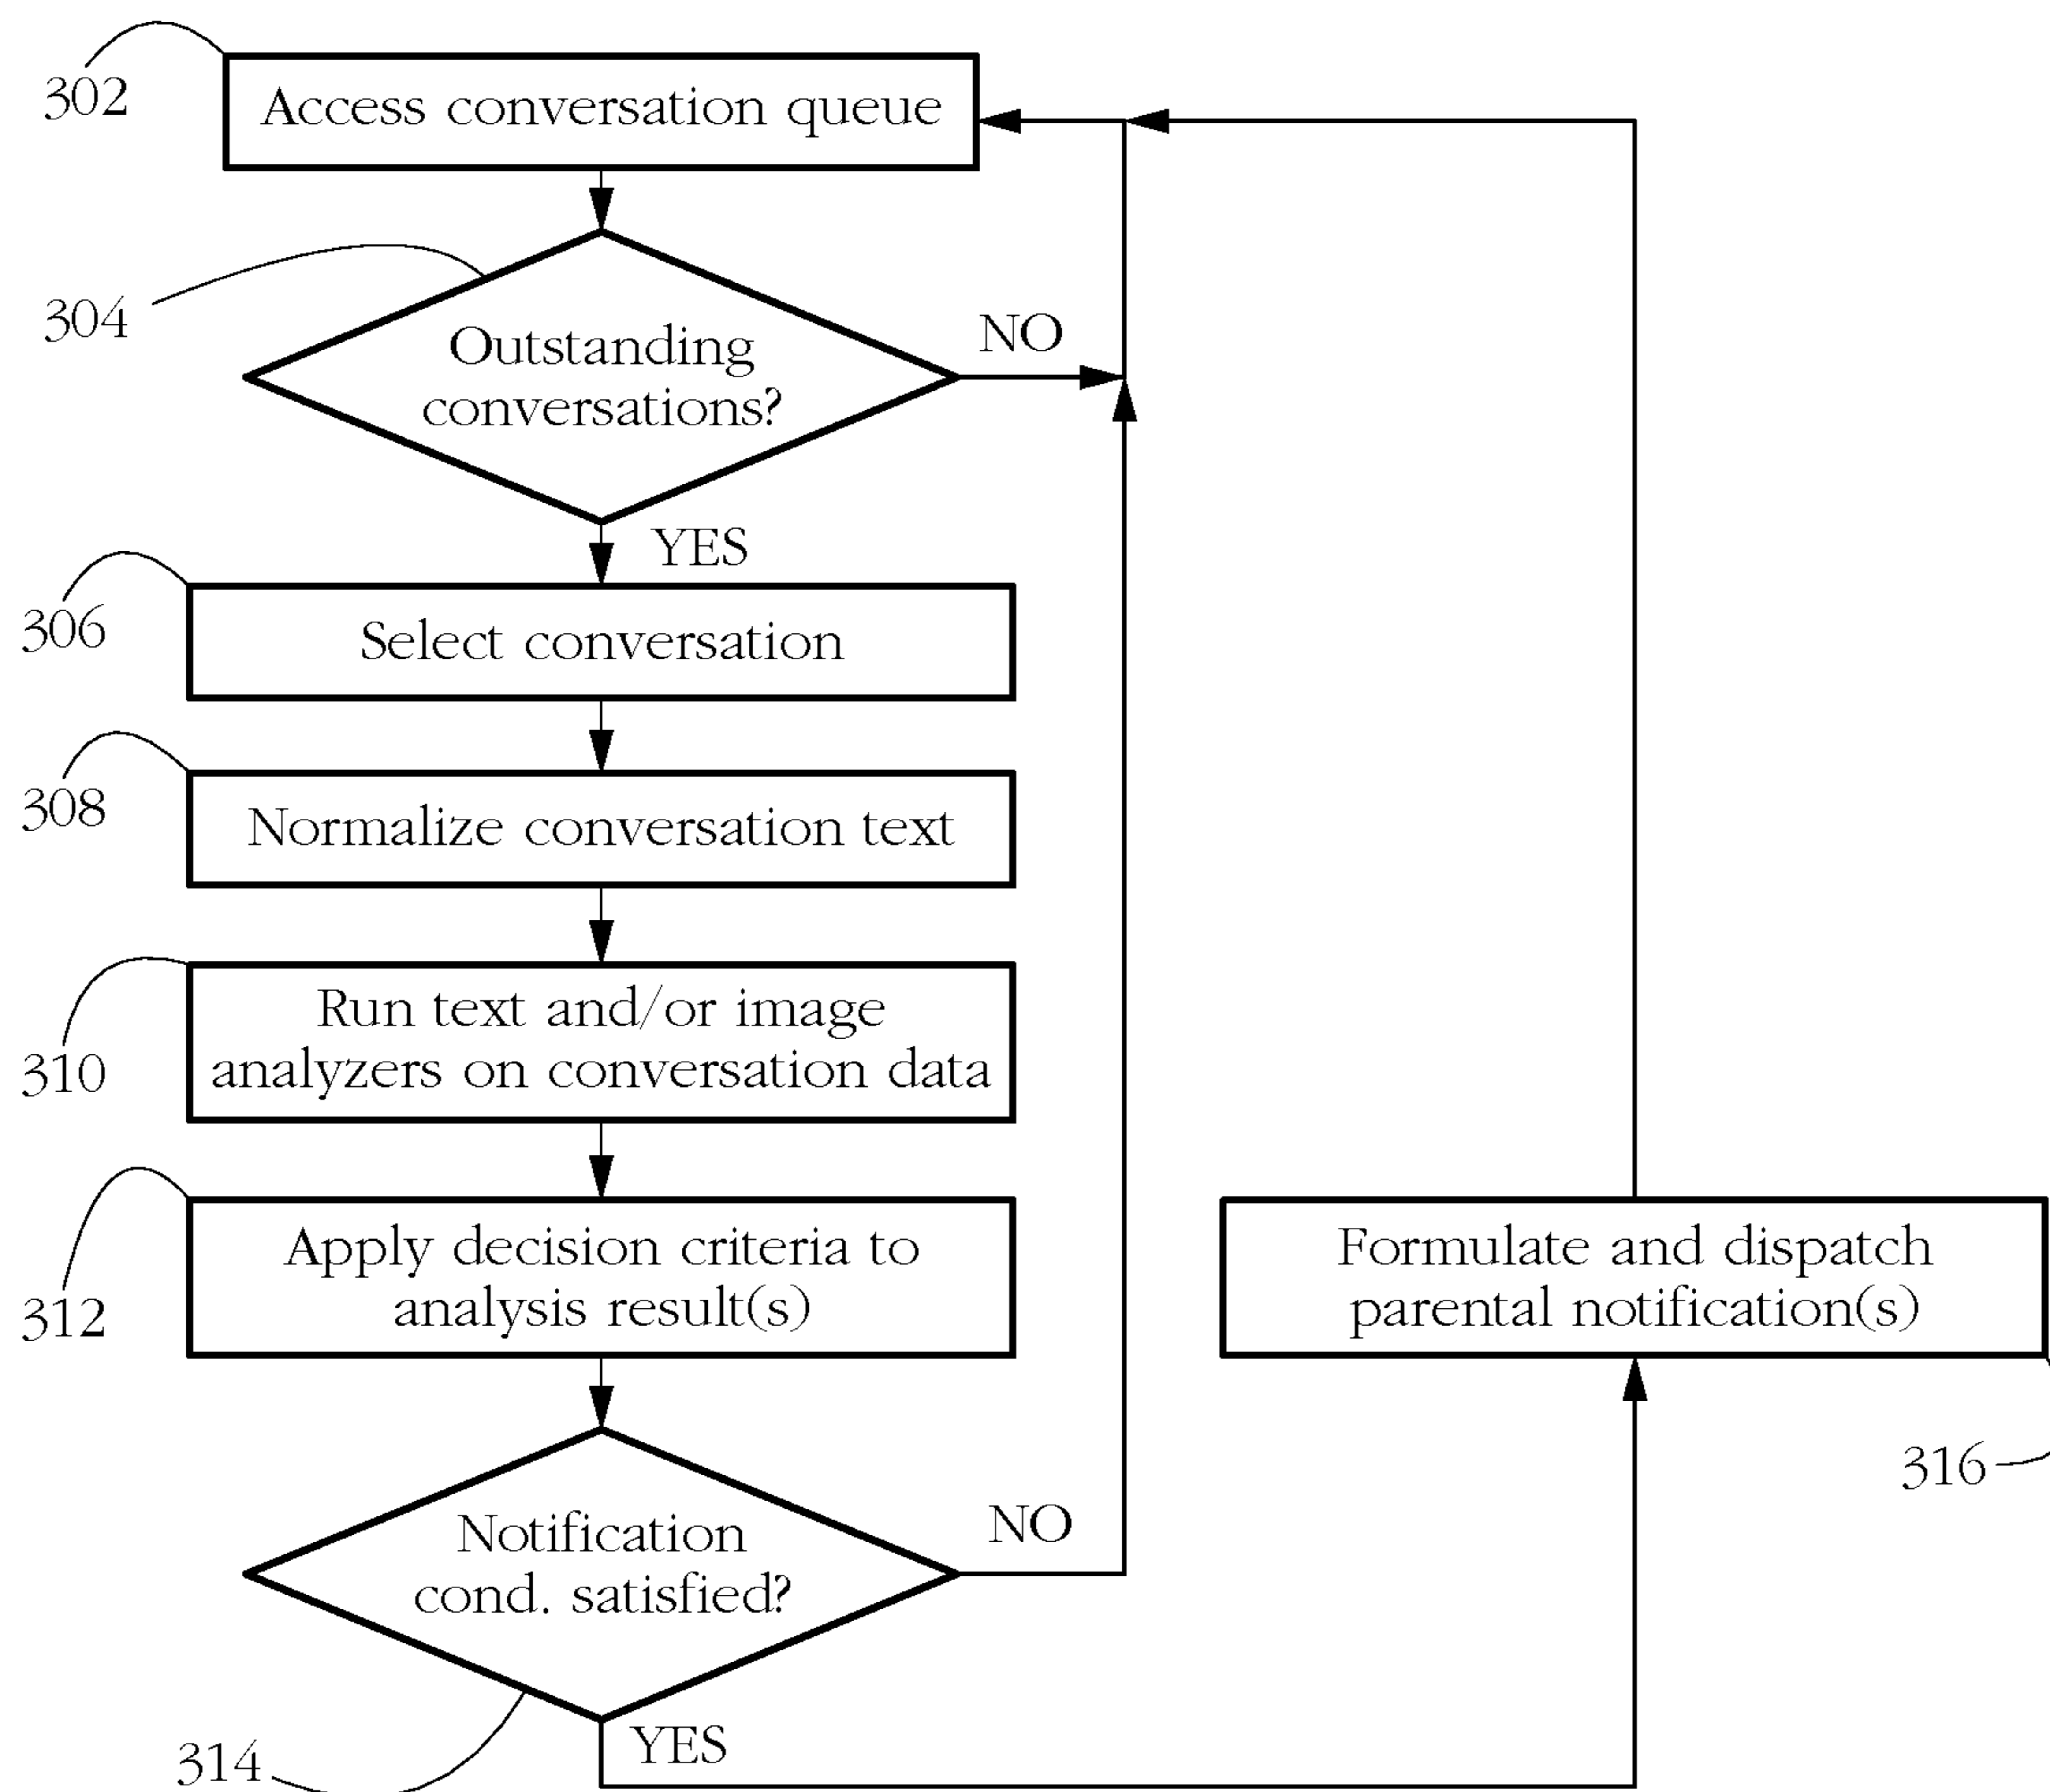 302
Access conversation queue
304
Outstanding
conversations?
NO
YES
306
Select conversation
308
Normalize conversation text
310
Run text and/or image
analyzers on conversation data
312
Apply decision criteria to
analysis result(s)
Formulate and dispatch
parental notification(s)
316
Notification
cond. satisfied?
NO
314
YES